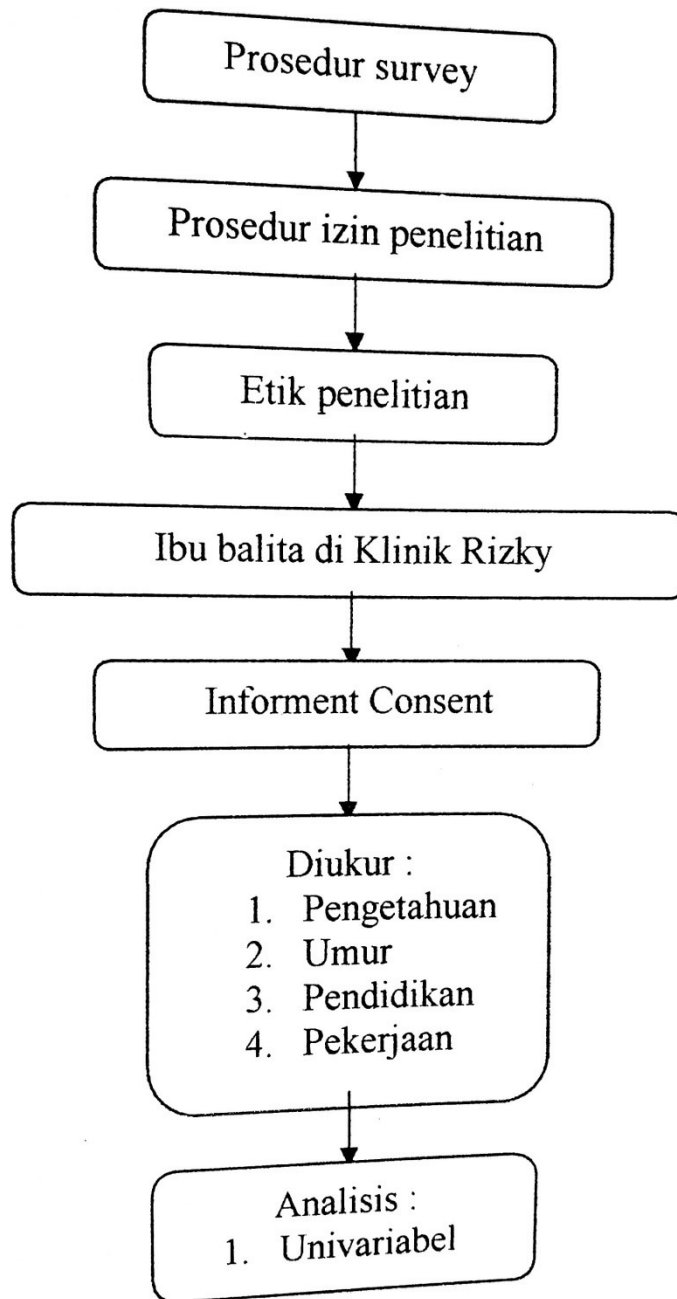 Prosedur survey
Prosedur izin penelitian
Etik penelitian
Ibu balita di Klinik Rizky
Informent Consent
Diukur :
1. Pengetahuan
2. Umur
3. Pendidikan
4. Pekerjaan
Analisis :
1. Univariabel